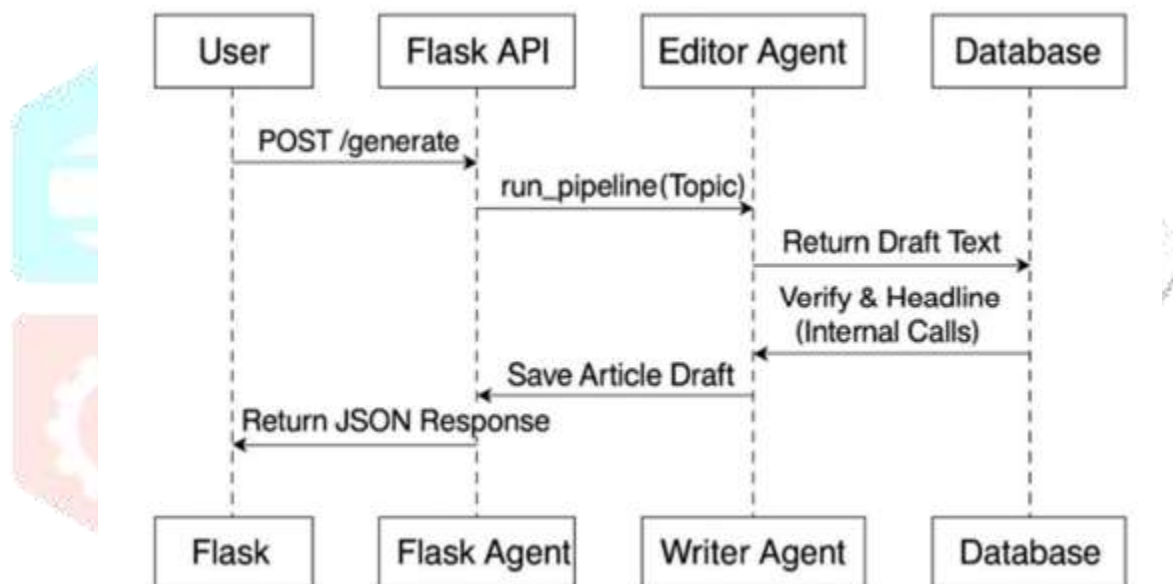 User
Flask API
Editor Agent
Database
POST /generate
run_pipeline(Topic)
Return Draft Text
Verify & Headline
(Internal Calls)
Save Article Draft
Return JSON Response
Flask
Flask Agent
Writer Agent
Database